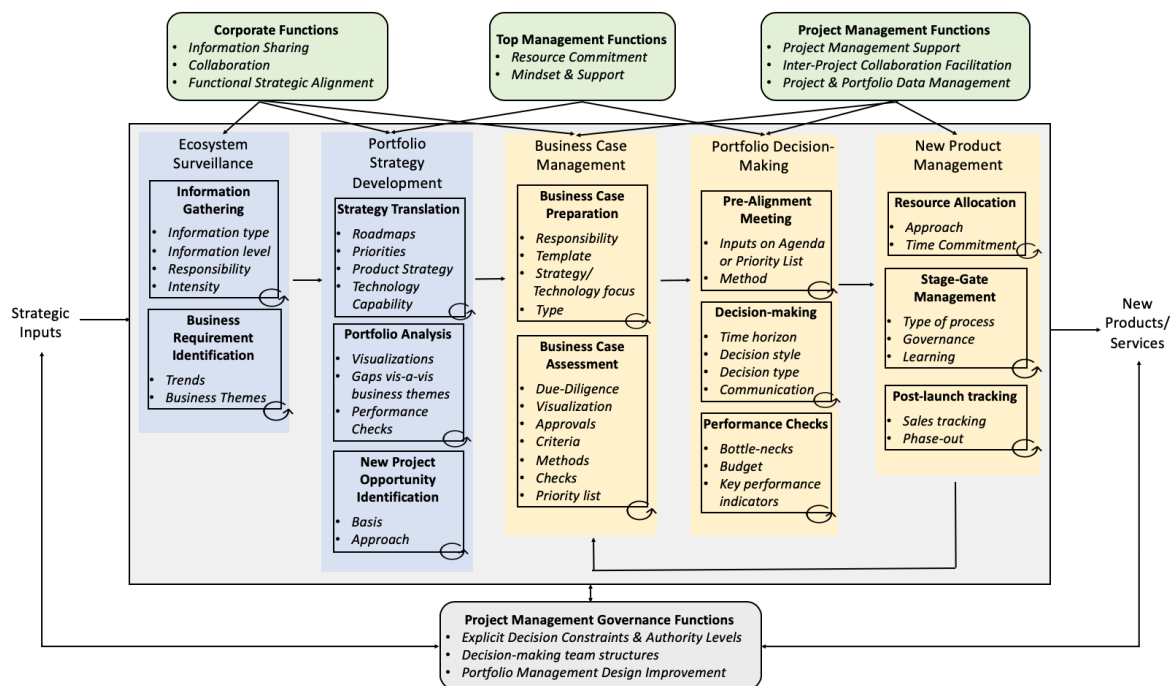 Corporate Functions
• Information Sharing
• Collaboration
• Functional Strategic Alignment
Top Management Functions
• Resource Commitment
• Mindset & Support
Project Management Functions
• Project Management Support
• Inter-Project Collaboration Facilitation
• Project & Portfolio Data Management
Strategic
Inputs
Ecosystem
Surveillance
Information
Gathering
• Information type
• Information level
• Responsibility
• Intensity
Business
Requirement
Identification
• Trends
• Business Themes
Portfolio
Strategy
Development
Strategy Translation
• Roadmaps
• Priorities
• Product Strategy
• Technology
Capability
Portfolio Analysis
• Visualizations
• Gaps vis-a-vis
business themes
• Performance
Checks
New Project
Opportunity
Identification
• Basis
• Approach
Business Case
Management
Business Case
Preparation
• Responsibility
• Template
• Strategy/
Technology focus
• Type
Business Case
Assessment
• Due-Diligence
• Visualization
• Approvals
• Criteria
• Methods
• Checks
• Priority list
Portfolio Decision-
Making
Pre-Alignment
Meeting
• Inputs on Agenda
or Priority List
• Method
Decision-making
• Time horizon
• Decision style
• Decision type
• Communication
Performance Checks
• Bottle-necks
• Budget
• Key performance
indicators
New Product
Management
Resource Allocation
• Approach
• Time Commitment
Stage-Gate
Management
• Type of process
• Governance
• Learning
Post-launch tracking
• Sales tracking
• Phase-out
New
Products/
Services
Project Management Governance Functions
• Explicit Decision Constraints & Authority Levels
• Decision-making team structures
• Portfolio Management Design Improvement